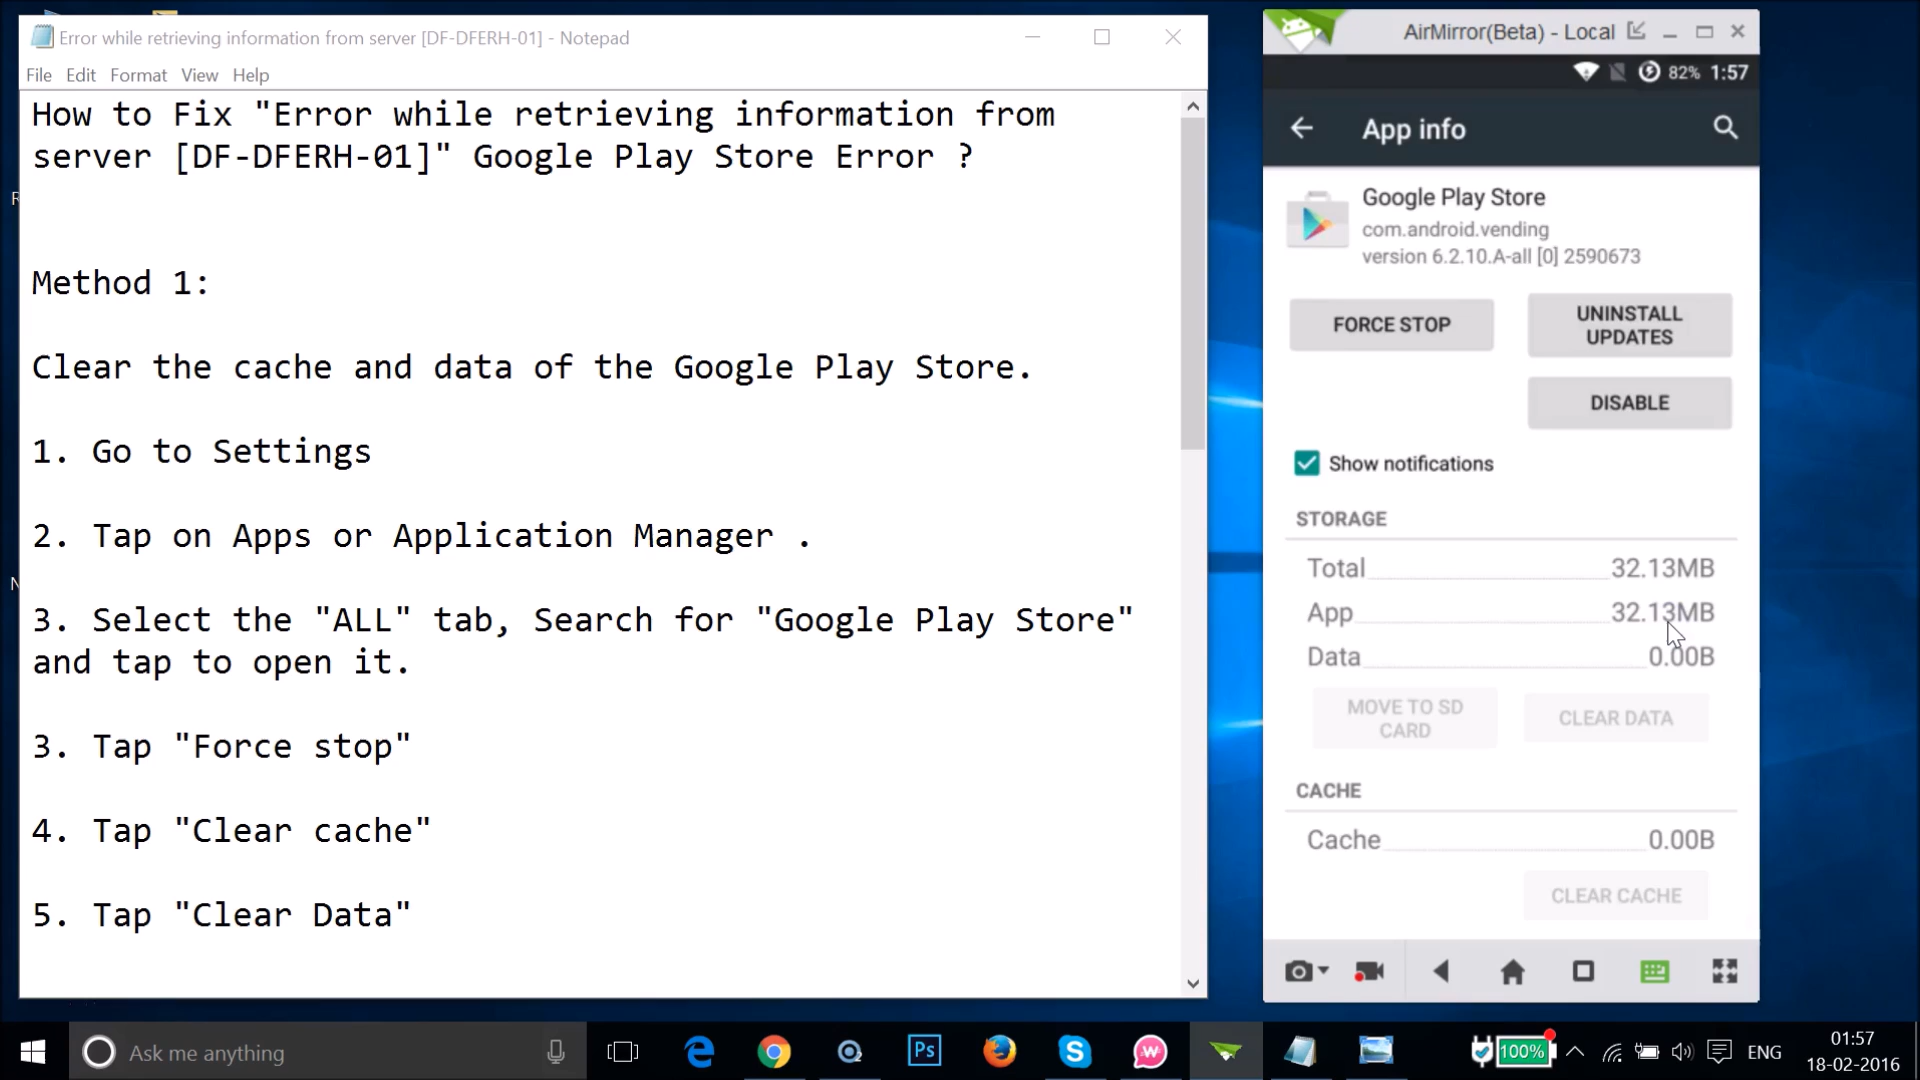 Error while retrieving information from server [DF-DFERH-01] - Notepad
File Edit Format View Help
How to Fix "Error while retrieving information from
server [DF-DFERH-01]" Google Play Store Error ?
Method 1:
Clear the cache and data of the Google Play Store.
1. Go to Settings
2. Tap on Apps or Application Manager .
3. Select the "ALL" tab, Search for "Google Play Store"
and tap to open it.
3. Tap "Force stop"
4. Tap "Clear cache"
5. Tap "Clear Data"
AirMirror(Beta) - Local
82% 1:57
App info
Google Play Store
com.android.vending
version 6.2.10.A-all [0] 2590673
FORCE STOP
UNINSTALL
UPDATES
DISABLE
Show notifications
STORAGE
Total 32.13MB
App 32.13MB
Data 0.00B
MOVE TO SD
CARD
CLEAR DATA
CACHE
Cache 0.00B
CLEAR CACHE
Ask me anything
Ps
100%
ENG
01:57
18-02-2016